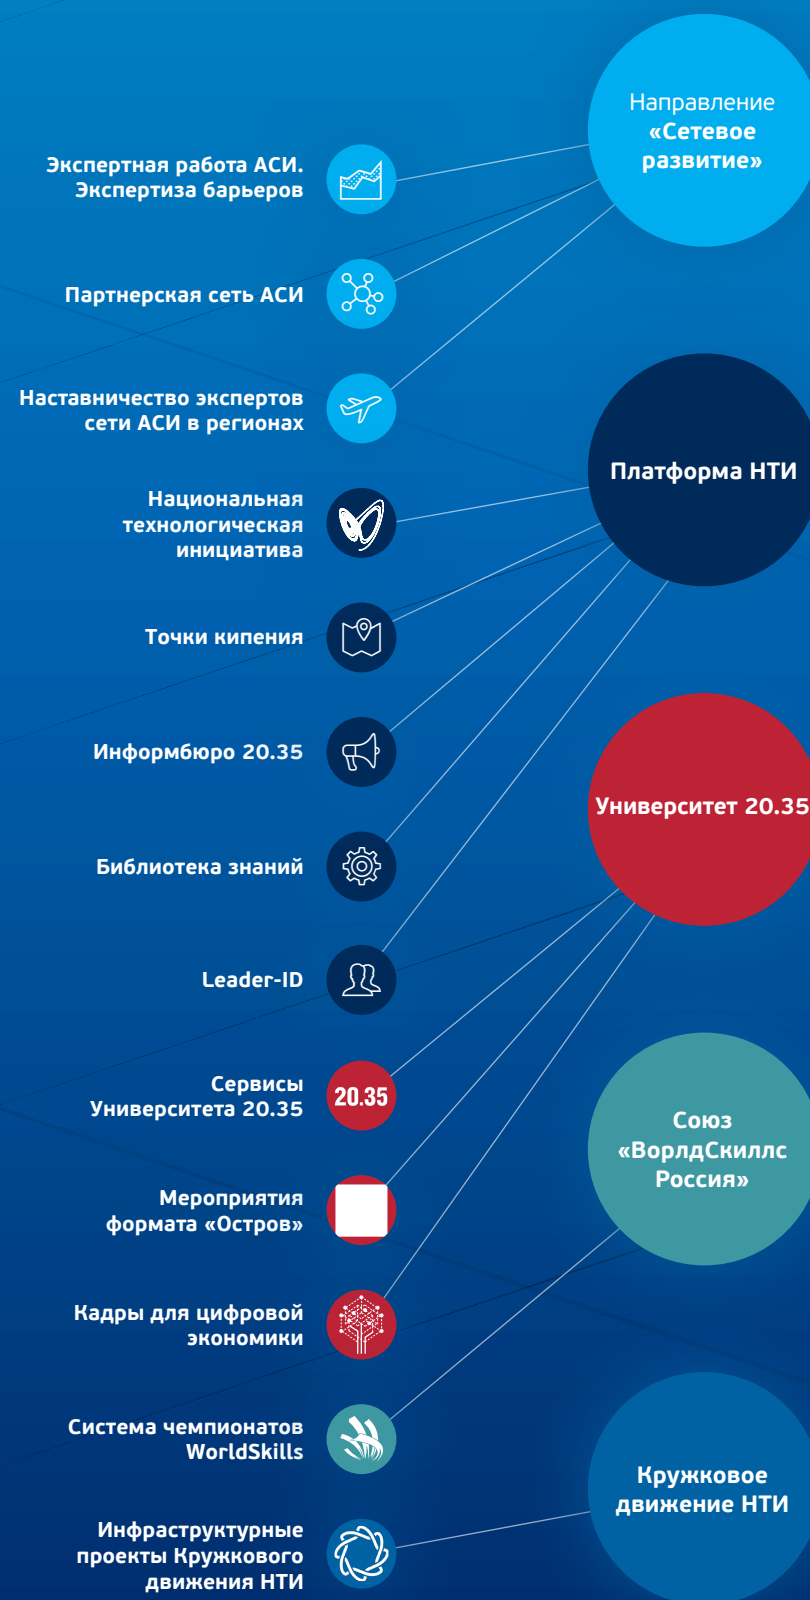 Направление
«Сетевое
развитие»
Экспертная работа АСИ.
Экспертиза барьеров
Партнерская сеть АСИ
Наставничество экспертов
сети АСИ в регионах
Платформа НТИ
Национальная
технологическая
инициатива
Точки кипения
Информбюро 20.35
Университет 20.35
Библиотека знаний
Leader-ID
Сервисы
Университета 20.35
20.35
Союз
«ВорлдСкиллс
Россия»
Мероприятия
формата «Остров»
Кадры для цифровой
экономики
Система чемпионатов
WorldSkills
Кружковое
движение НТИ
Инфраструктурные
проекты Кружкового
движения НТИ